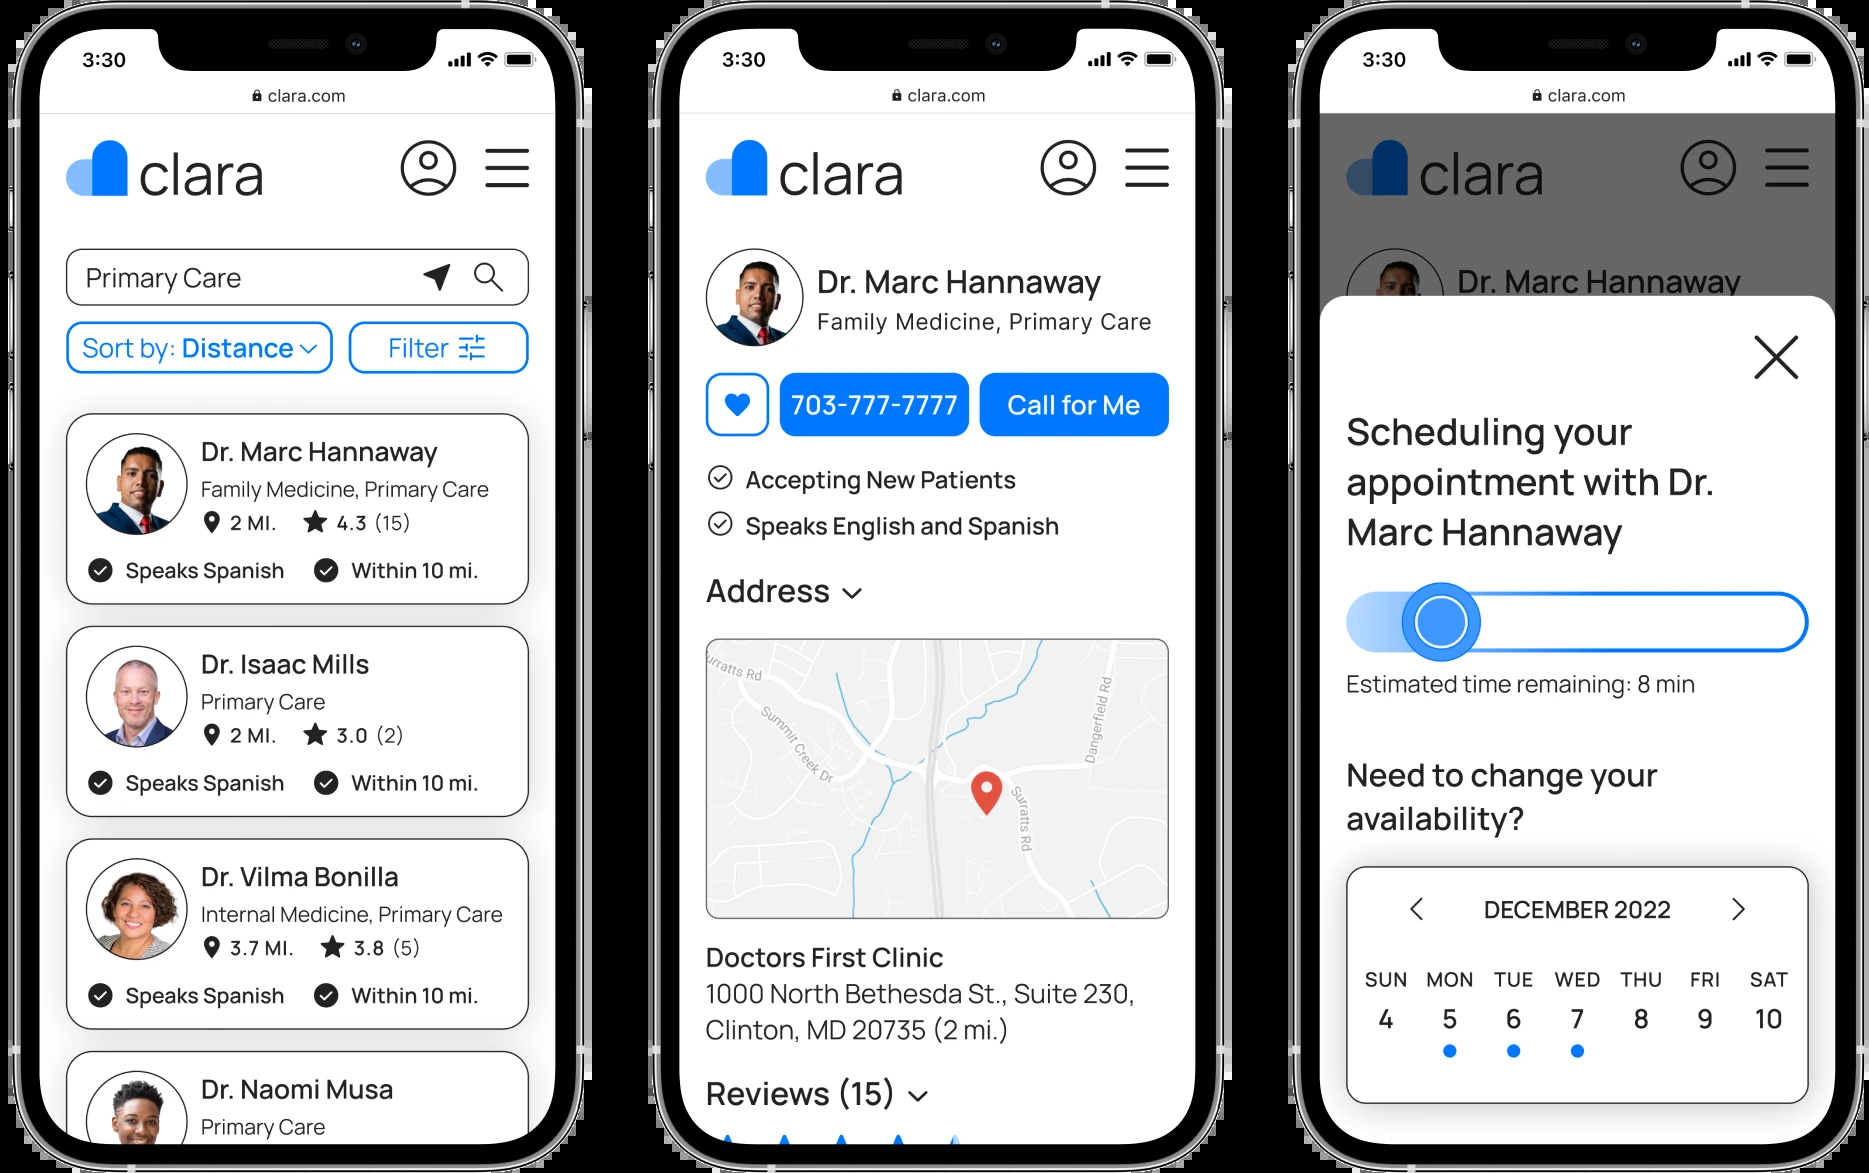 3:30
clara.com
clara
Primary Care
Sort by: Distance
Filter
Dr. Marc Hannaway
Family Medicine, Primary Care
2 MI. 4.3 (15)
Speaks Spanish Within 10 mi.
Dr. Isaac Mills
Primary Care
2 MI. 3.0 (2)
Speaks Spanish Within 10 mi.
Dr. Vilma Bonilla
Internal Medicine, Primary Care
3.7 MI. 3.8 (5)
Speaks Spanish Within 10 mi.
Dr. Naomi Musa
Primary Care
3:30
clara.com
clara
Dr. Marc Hannaway
Family Medicine, Primary Care
703-777-7777
Call for Me
Accepting New Patients
Speaks English and Spanish
Address
urratts Rd
Summit Creek Dr
Dangerfield Rd
Surratts Rd
Doctors First Clinic
1000 North Bethesda St., Suite 230,
Clinton, MD 20735 (2 mi.)
Reviews (15)
3:30
clara.com
clara
Dr. Marc Hannaway
Scheduling your
appointment with Dr.
Marc Hannaway
Estimated time remaining: 8 min
Need to change your
availability?
DECEMBER 2022
SUN MON TUE WED THU FRI SAT
4 5 6 7 8 9 10